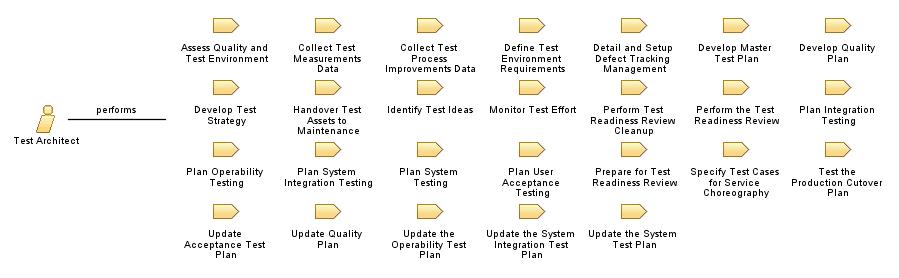 Assess Quality and
Test Environment
Collect Test
Measurements
Data
Collect Test
Process
Improvements Data
Define Test
Environment
Requirements
Detail and Setup
Defect Tracking
Management
Develop Master
Test Plan
Develop Quality
Plan
performs
Test Architect
Develop Test
Strategy
Handover Test
Assets to
Maintenance
Identify Test Ideas
Monitor Test Effort
Perform Test
Readiness Review
Cleanup
Perform the Test
Readiness Review
Plan Integration
Testing
Plan Operability
Testing
Plan System
Integration Testing
Plan System
Testing
Plan User
Acceptance
Testing
Prepare for Test
Readiness Review
Specify Test Cases
for Service
Choreography
Test the
Production Cutover
Plan
Update
Acceptance Test
Plan
Update Quality
Plan
Update the
Operability Test
Plan
Update the System
Integration Test
Plan
Update the System
Test Plan